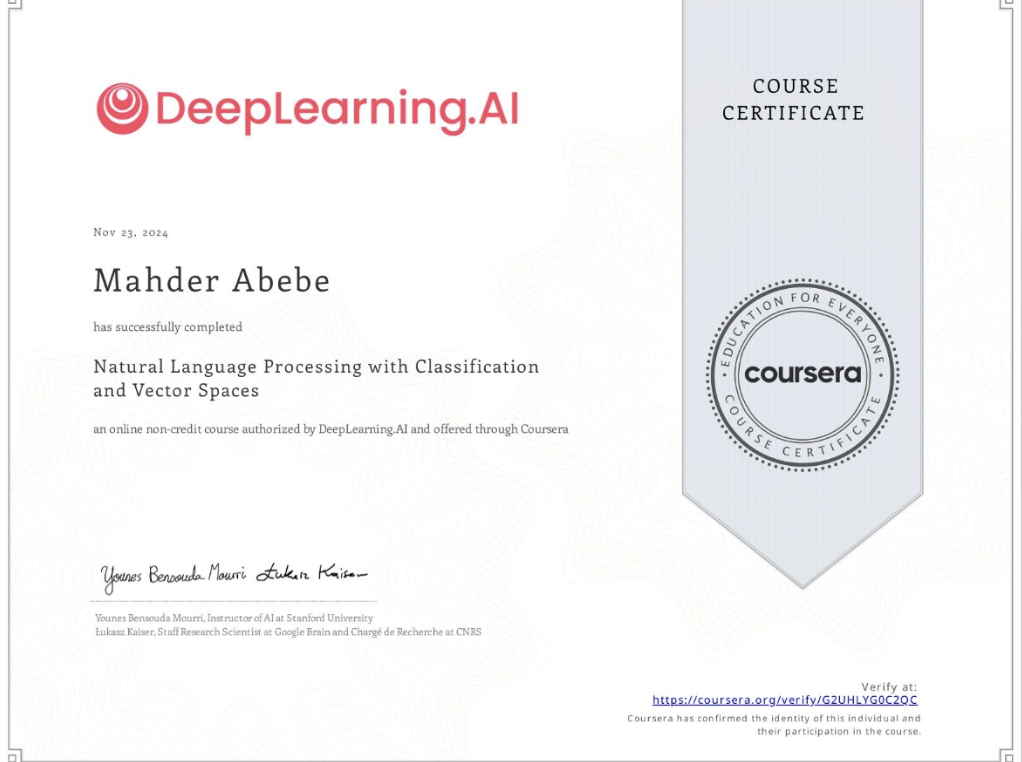 DeepLearning.AI
COURSE
CERTIFICATE
Nov 23, 2024
Mahder Abebe
has successfully completed
Natural Language Processing with Classification
and Vector Spaces
an online non-credit course authorized by DeepLearning.AI and offered through Coursera
EDUCATION FOR EVERYONE
coursera
COURSE CERTIFICATE
Younes Bensouda Mourri Łukasz Kaiser
Younes Bensouda Mourri, Instructor of AI at Stanford University
Łukasz Kaiser, Staff Research Scientist at Google Brain and Chargé de Recherche at CNRS
Verify at:
https://coursera.org/verify/G2UHLYG0C2QC
Coursera has confirmed the identity of this individual and
their participation in the course.